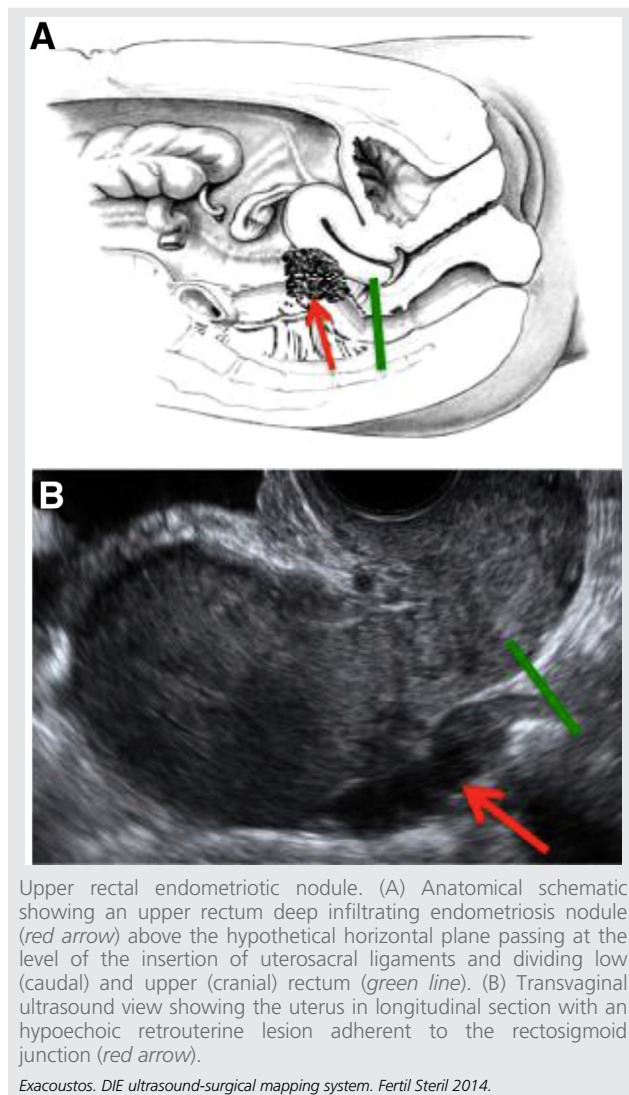 A
B
Upper rectal endometriotic nodule. (A) Anatomical schematic
showing an upper rectum deep infiltrating endometriosis nodule
(red arrow) above the hypothetical horizontal plane passing at the
level of the insertion of uterosacral ligaments and dividing low
(caudal) and upper (cranial) rectum (green line). (B) Transvaginal
ultrasound view showing the uterus in longitudinal section with an
hypoechoic retrouterine lesion adherent to the rectosigmoid
junction (red arrow).
Exacoustos. DIE ultrasound-surgical mapping system. Fertil Steril 2014.